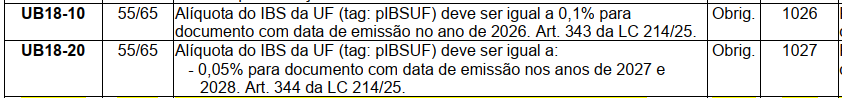 UB18-10 55/65 Alíquota do IBS da UF (tag: pIBSUF) deve ser igual a 0,1% para Obrig. 1026
documento com data de emissão no ano de 2026. Art. 343 da LC 214/25.
UB18-20 55/65 Alíquota do IBS da UF (tag: pIBSUF) deve ser igual a: Obrig. 1027
- 0,05% para documento com data de emissão nos anos de 2027 e
2028. Art. 344 da LC 214/25.